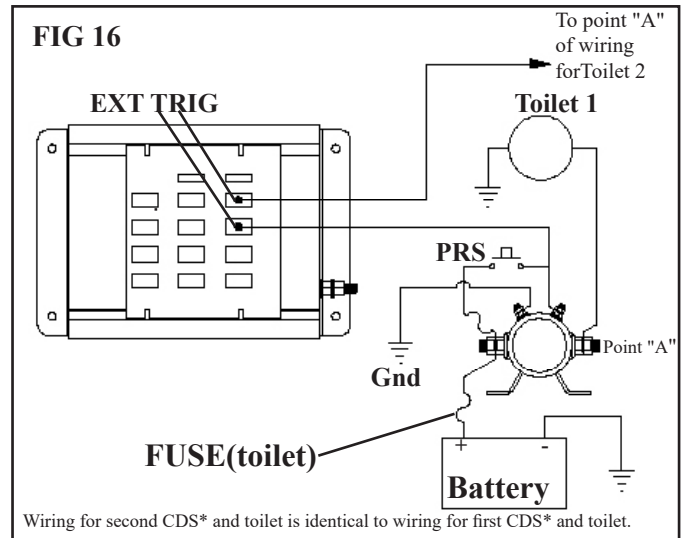 FIG 16
To point "A"
of wiring
forToilet 2
EXT TRIG
Toilet 1
PRS
Point "A"
Gnd
FUSE(toilet)
+ -
Battery
Wiring for second CDS* and toilet is identical to wiring for first CDS* and toilet.